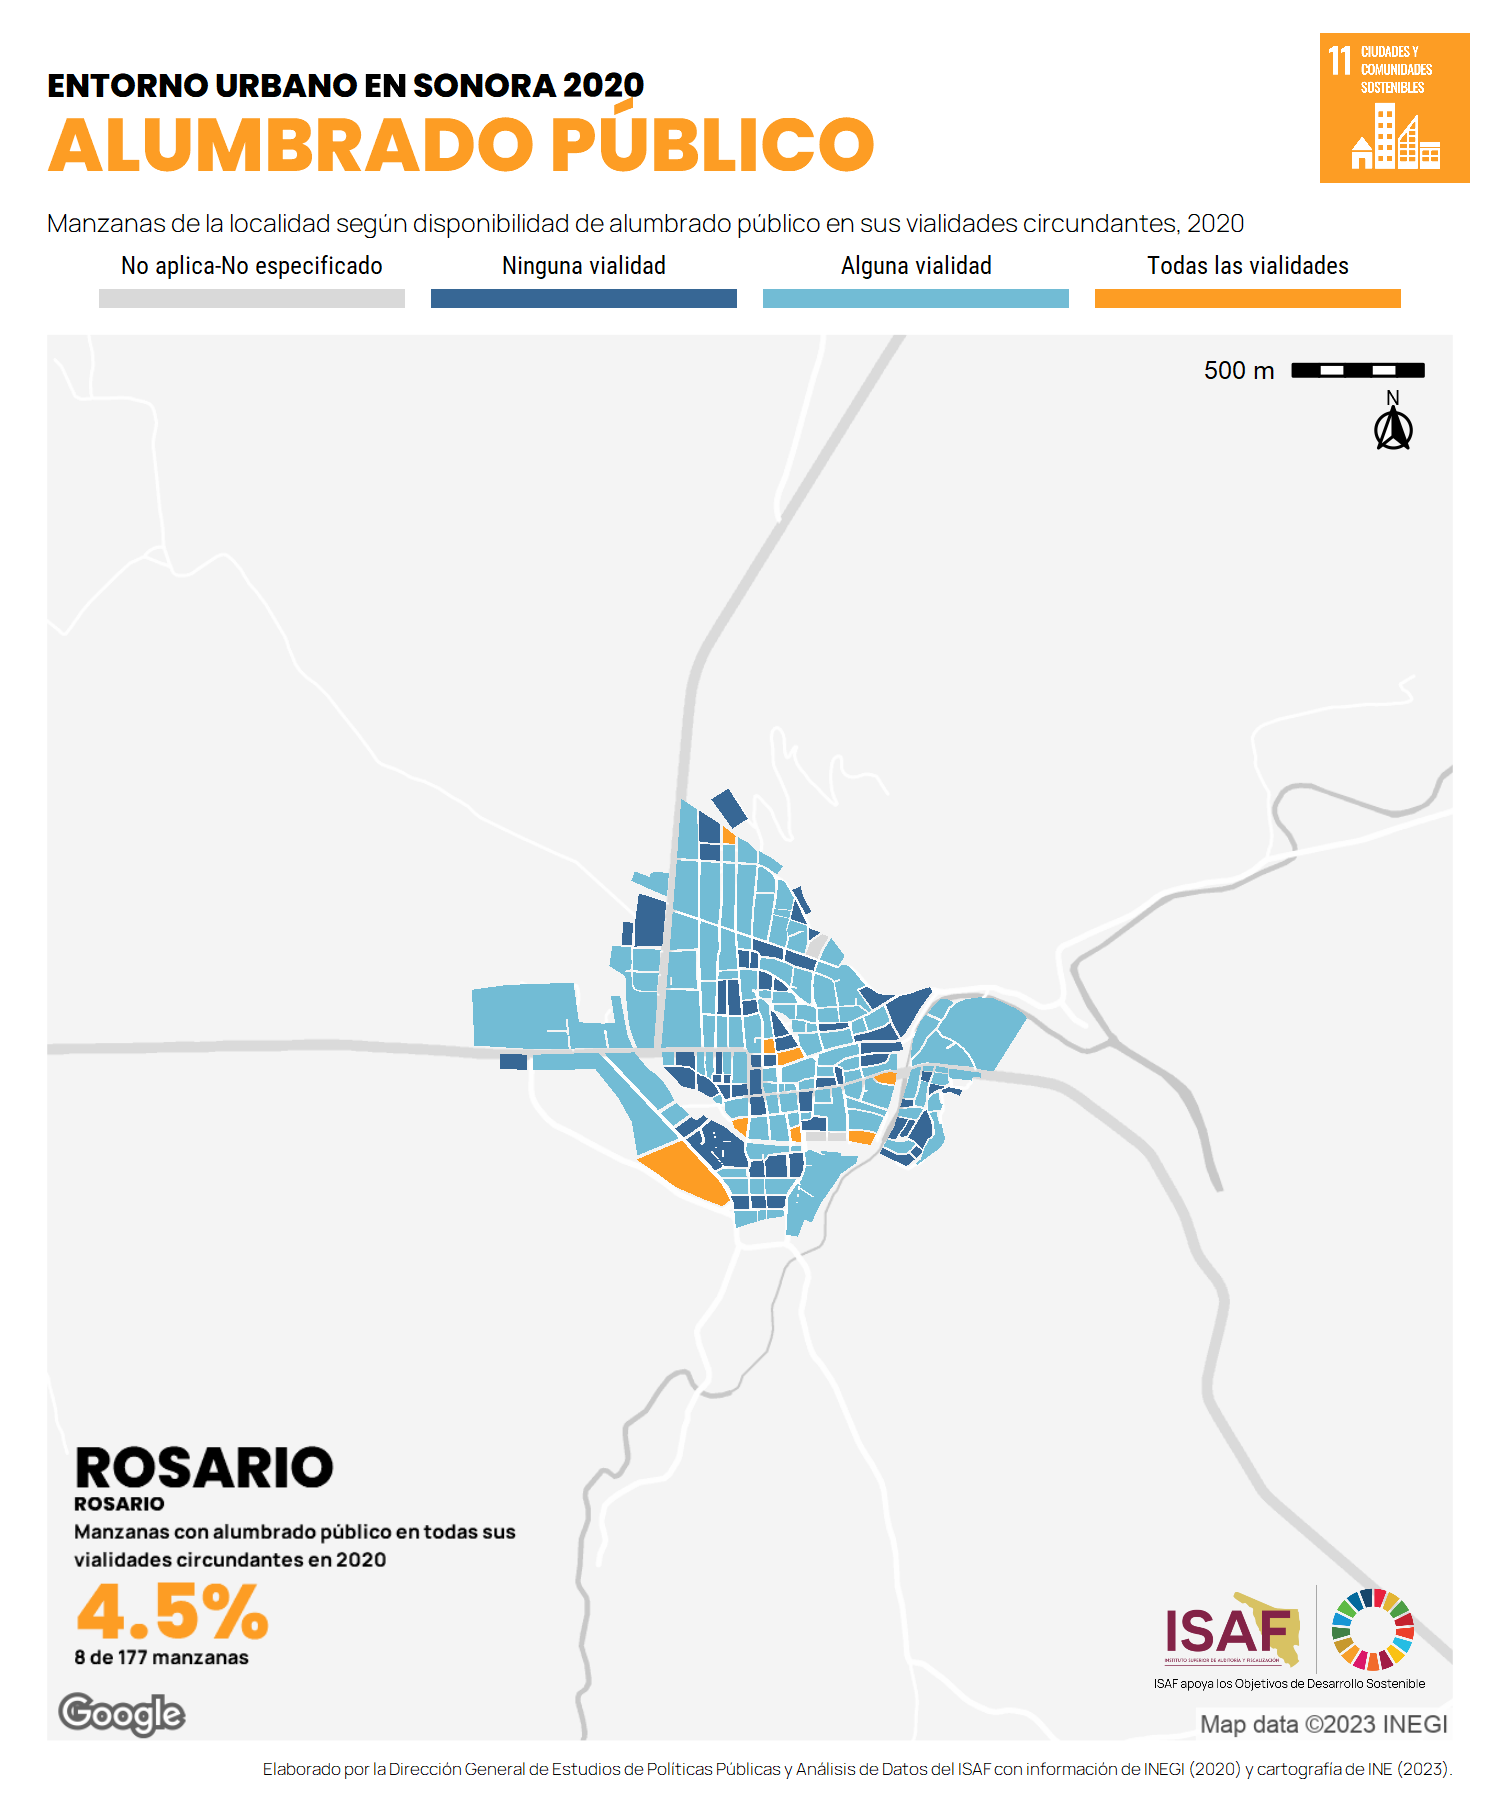 ENTORNO URBANO EN SONORA 2020
ALUMBRADO PÚBLICO
11 CIUDADES Y
COMUNIDADES
SOSTENIBLES
Manzanas de la localidad según disponibilidad de alumbrado público en sus vialidades circundantes, 2020
No aplica-No especificado
Ninguna vialidad
Alguna vialidad
Todas las vialidades
500 m
N
ROSARIO
ROSARIO
Manzanas con alumbrado público en todas sus
vialidades circundantes en 2020
4.5%
8 de 177 manzanas
ISAF
INSTITUTO SUPERIOR DE AUDITORÍA Y FISCALIZACIÓN
ISAF apoya los Objetivos de Desarrollo Sostenible
Google
Map data ©2023 INEGI
Elaborado por la Dirección General de Estudios de Políticas Públicas y Análisis de Datos del ISAF con información de INEGI (2020) y cartografía de INE (2023).